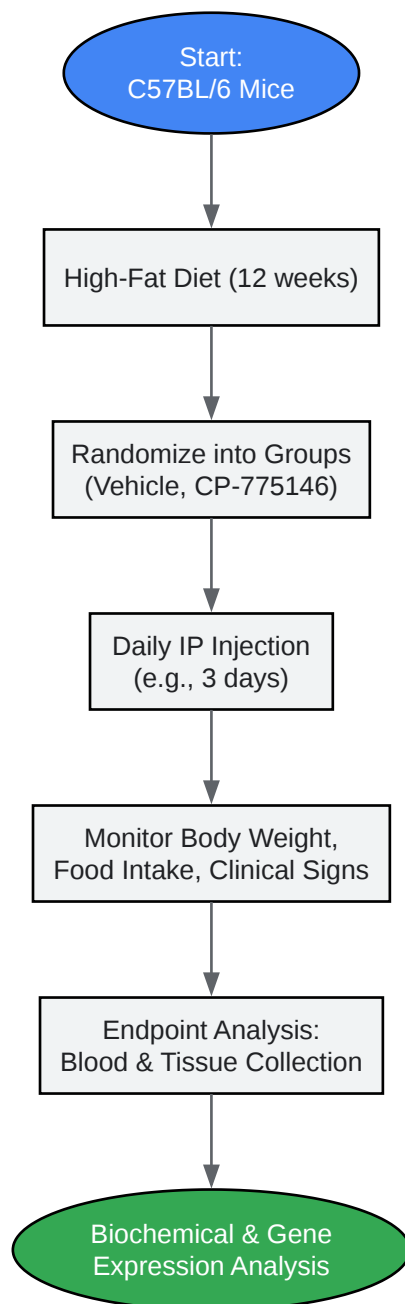 Start:
C57BL/6 Mice
High-Fat Diet (12 weeks)
Randomize into Groups
(Vehicle, CP-775146)
Daily IP Injection
(e.g., 3 days)
Monitor Body Weight,
Food Intake, Clinical Signs
Endpoint Analysis:
Blood & Tissue Collection
Biochemical & Gene
Expression Analysis